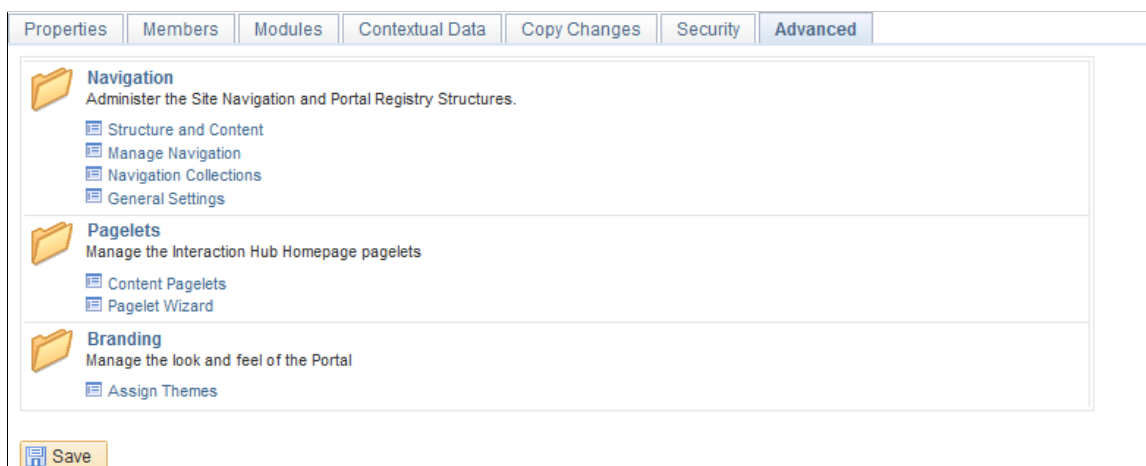 Properties Members Modules Contextual Data Copy Changes Security Advanced
Navigation
Administer the Site Navigation and Portal Registry Structures.
Structure and Content
Manage Navigation
Navigation Collections
General Settings
Pagelets
Manage the Interaction Hub Homepage pagelets
Content Pagelets
Pagelet Wizard
Branding
Manage the look and feel of the Portal
Assign Themes
Save